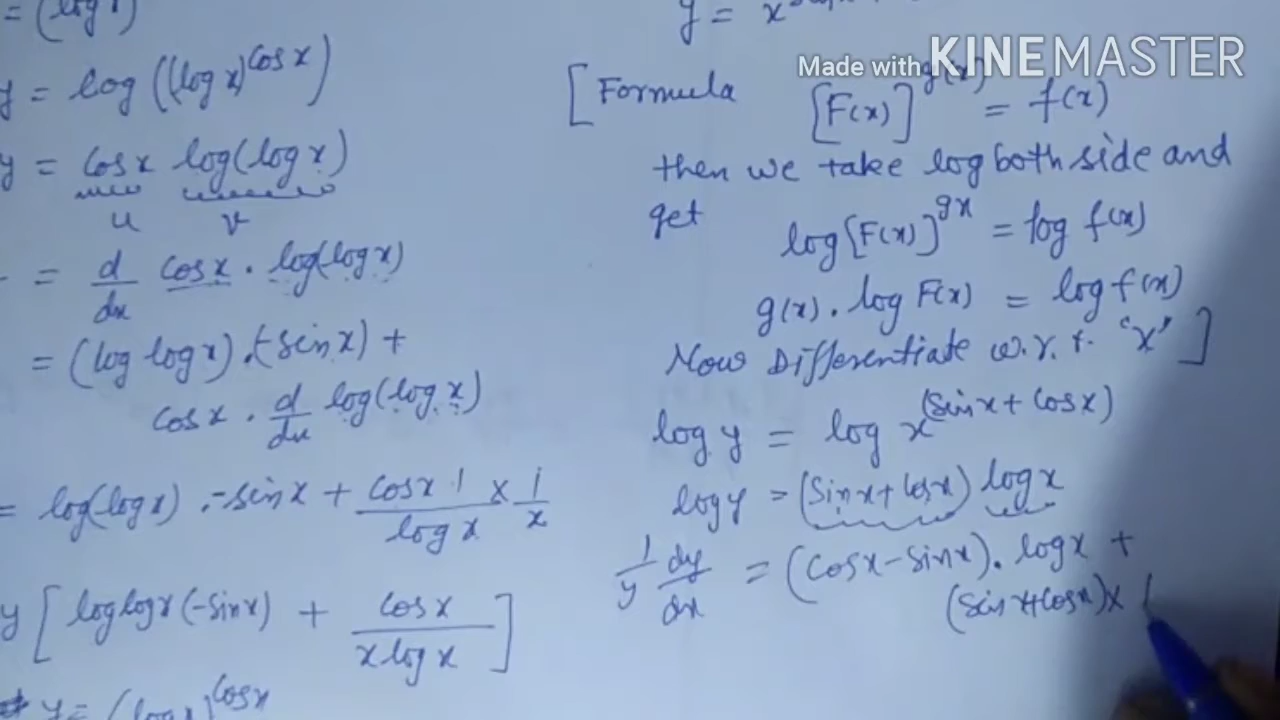 = (log x)
y = log ((log x)^cos x)
y = cos x log(log x)
u v
= d/dx cos x . log(log x)
= (log log x) . (-sin x) +
cos x . d/dx log(log x)
= log(log x) . -sin x + cos x 1/log x × 1/x
y [ log log x (-sin x) + cos x/x log x ]
y = (log x)^cos x
y = x
Made with KINEMASTER
[ Formula [F(x)]^g(x) = f(x)
then we take log both side and
get log [F(x)]^gx = log f(x)
g(x) . log F(x) = log f(x)
Now Differentiate w.r.t. 'x' ]
log y = log x^(sin x + cos x)
log y = (sin x + cos x) log x
1/y dy/dx = (cos x - sin x) . log x +
(sin x + cos x) ×